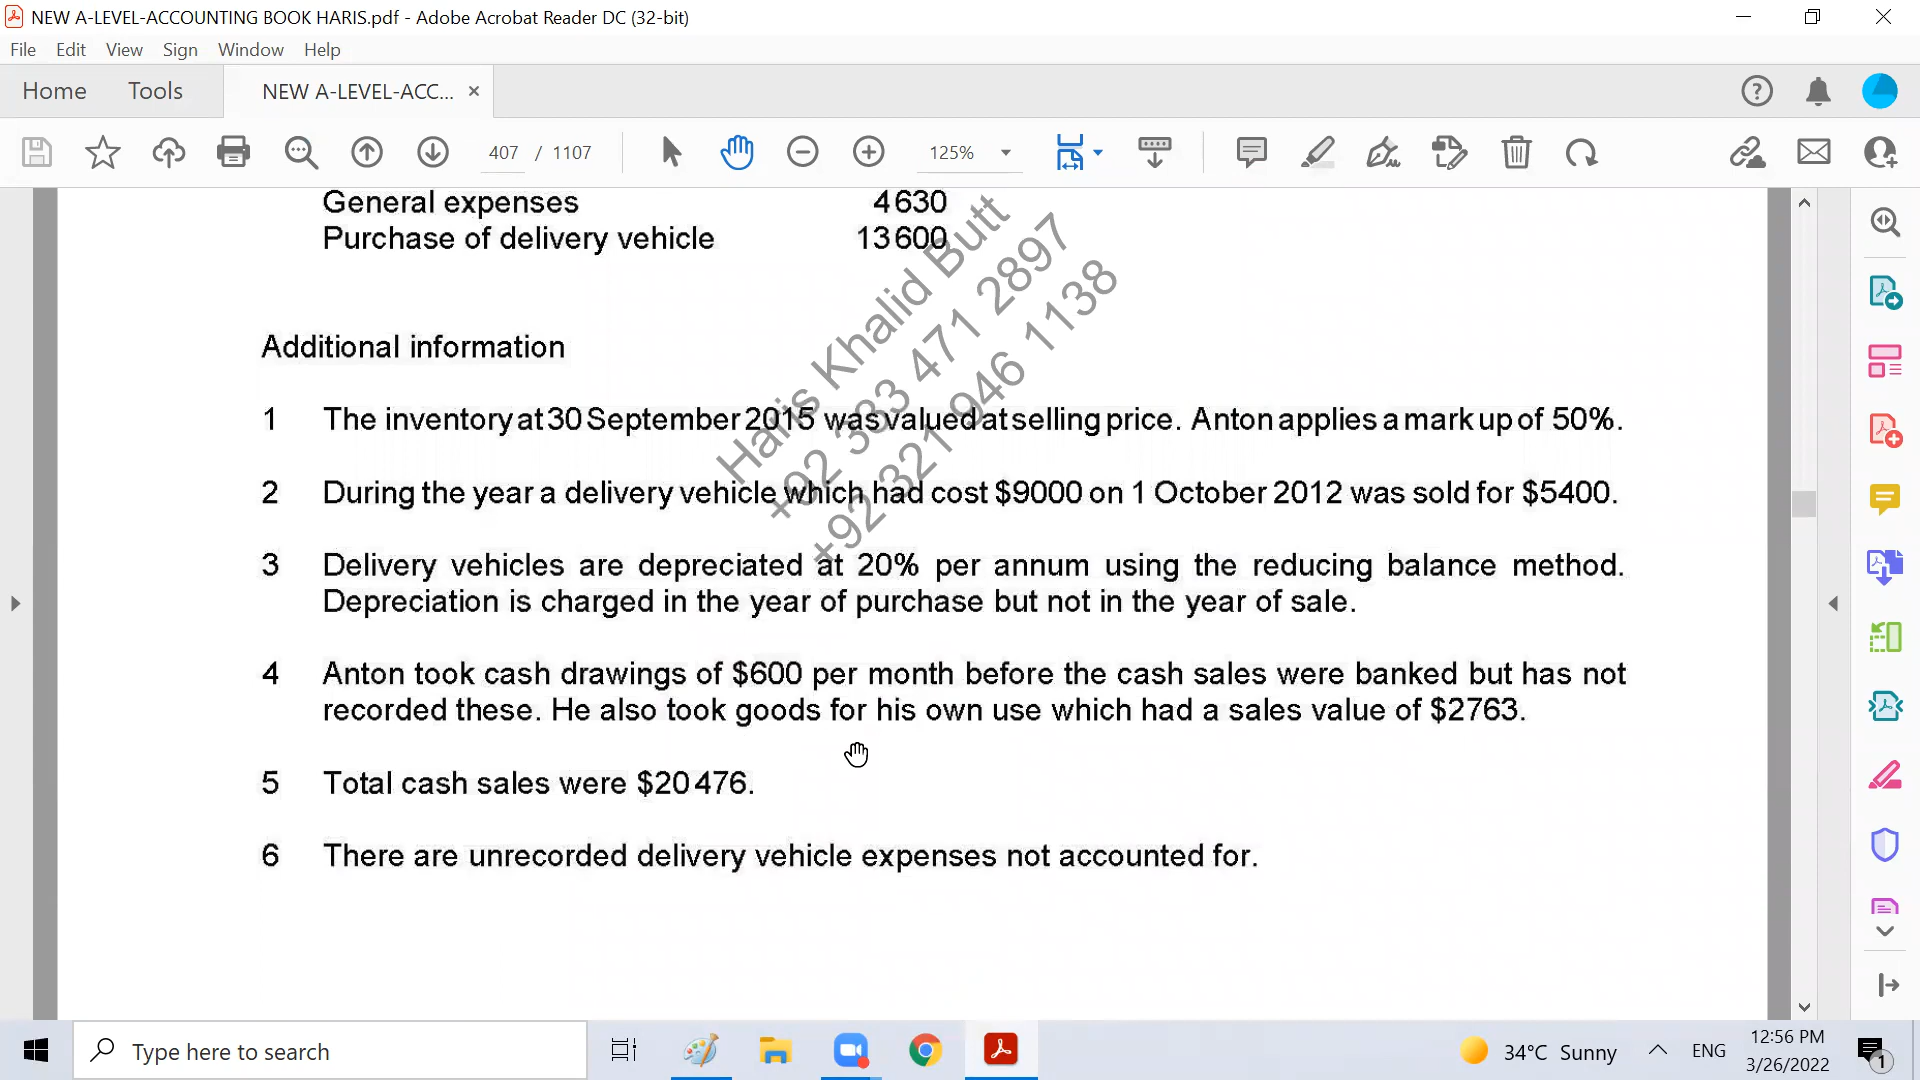 NEW A-LEVEL-ACCOUNTING BOOK HARIS.pdf - Adobe Acrobat Reader DC (32-bit)
File Edit View Sign Window Help
Home Tools NEW A-LEVEL-ACC... ×
407 / 1107 125%
General expenses 4630
Purchase of delivery vehicle 13600
Haris Khalid Butt
+92 333 471 2897
+92 321 946 1138
Additional information
1 The inventory at 30 September 2015 was valued at selling price. Anton applies a mark up of 50%.
2 During the year a delivery vehicle which had cost $9000 on 1 October 2012 was sold for $5400.
3 Delivery vehicles are depreciated at 20% per annum using the reducing balance method.
Depreciation is charged in the year of purchase but not in the year of sale.
4 Anton took cash drawings of $600 per month before the cash sales were banked but has not
recorded these. He also took goods for his own use which had a sales value of $2763.
5 Total cash sales were $20476.
6 There are unrecorded delivery vehicle expenses not accounted for.
Type here to search
34°C Sunny
ENG
12:56 PM
3/26/2022
1